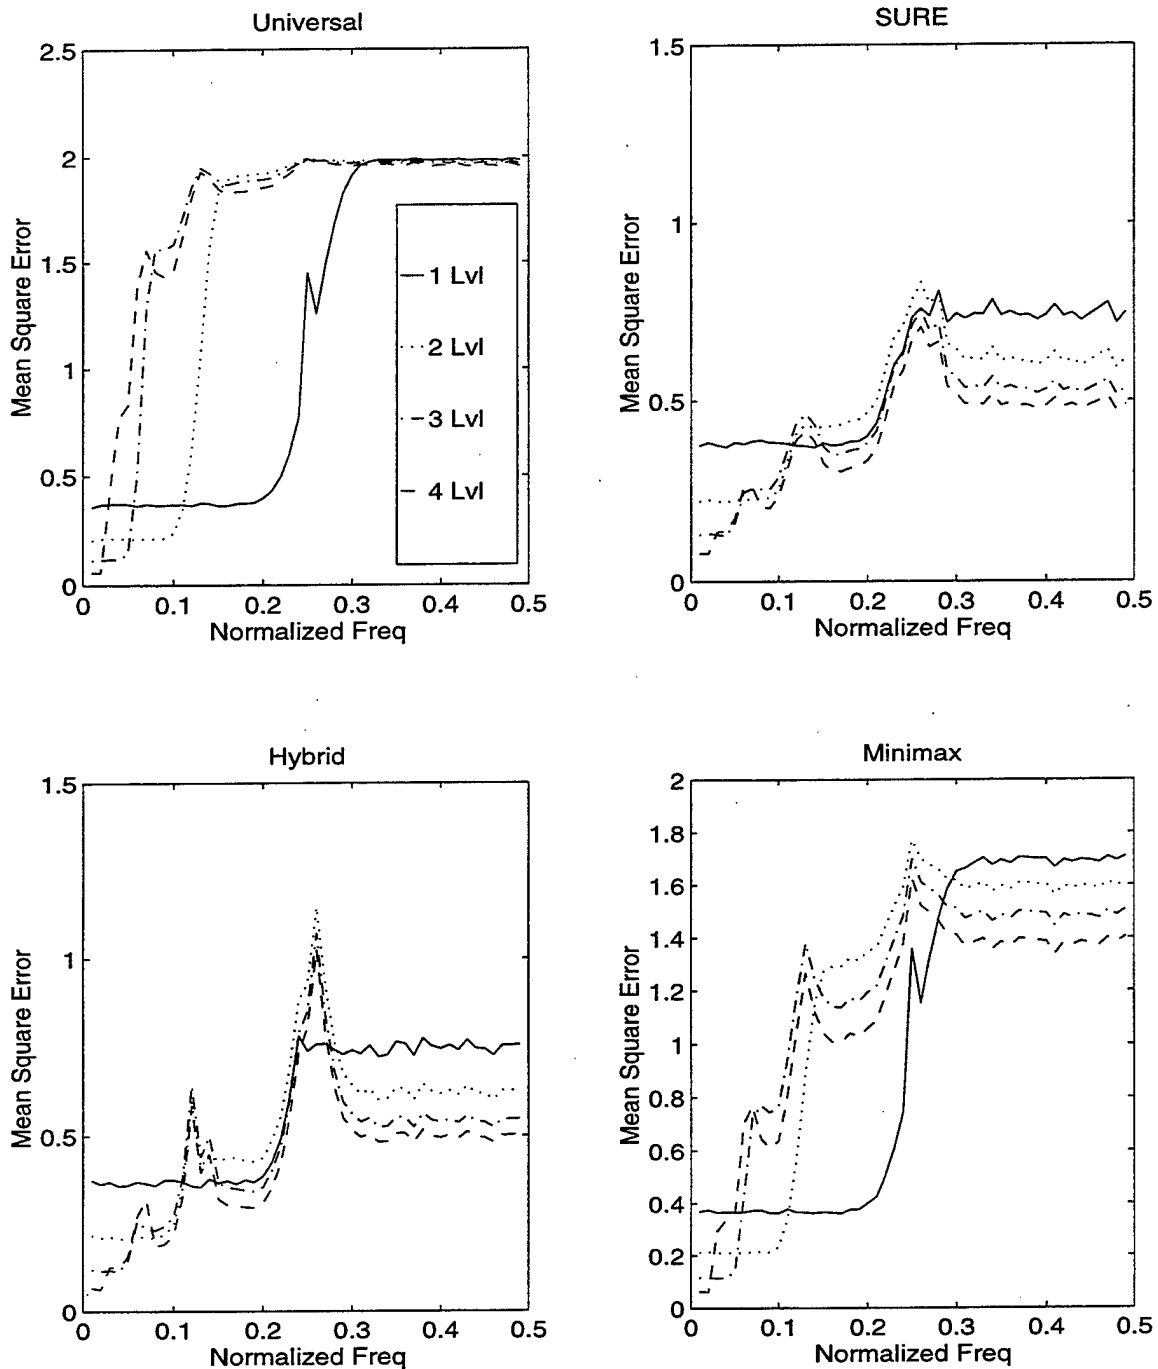 Universal
2.5
2
1.5
1
0.5
0
Mean Square Error
1 Lvl
2 Lvl
3 Lvl
4 Lvl
0 0.1 0.2 0.3 0.4 0.5
Normalized Freq
SURE
1.5
1
0.5
0
Mean Square Error
0 0.1 0.2 0.3 0.4 0.5
Normalized Freq
Hybrid
1.5
1
0.5
0
Mean Square Error
0 0.1 0.2 0.3 0.4 0.5
Normalized Freq
Minimax
2
1.8
1.6
1.4
1.2
1
0.8
0.6
0.4
0.2
0
Mean Square Error
0 0.1 0.2 0.3 0.4 0.5
Normalized Freq